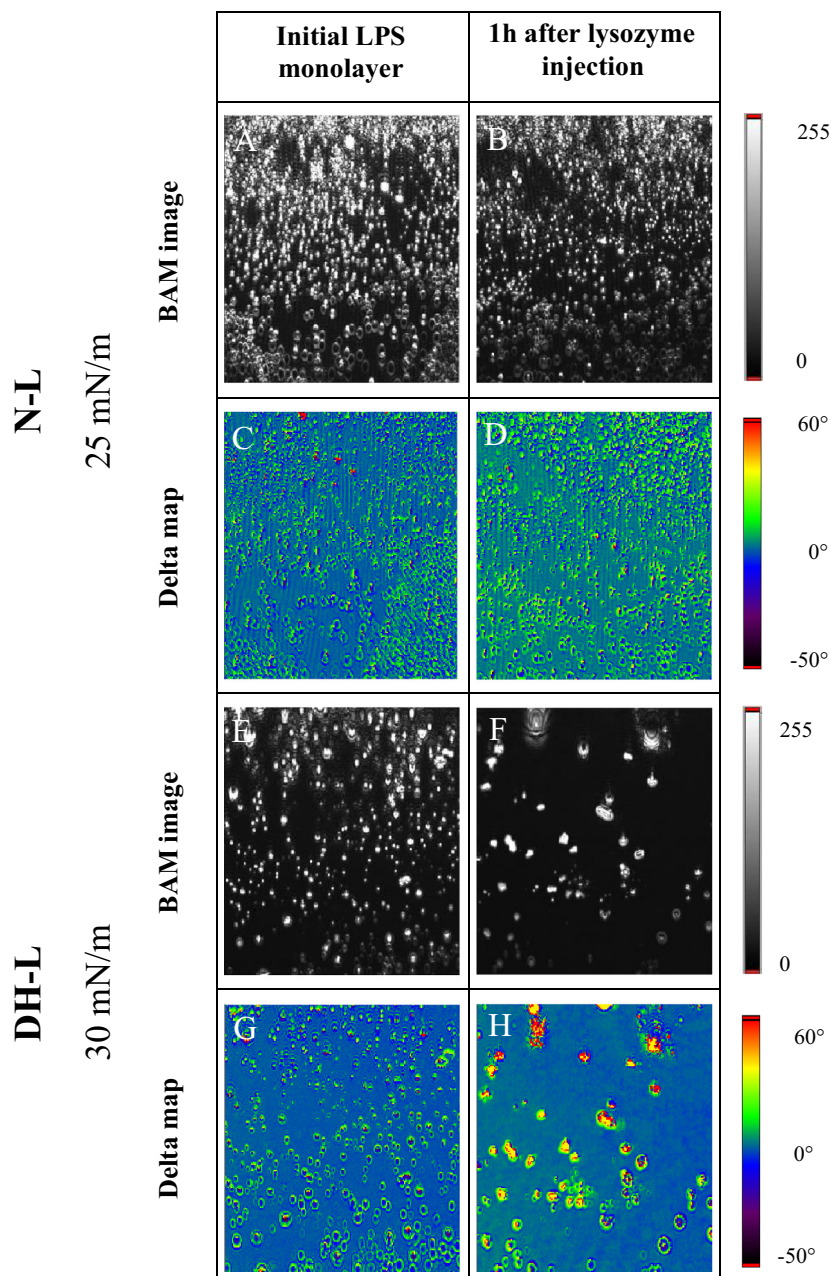 Initial LPS
monolayer
1h after lysozyme
injection
N-L
25 mN/m
BAM image
A
B
255
0
Delta map
C
D
60°
0°
-50°
DH-L
30 mN/m
BAM image
E
F
255
0
Delta map
G
H
60°
0°
-50°